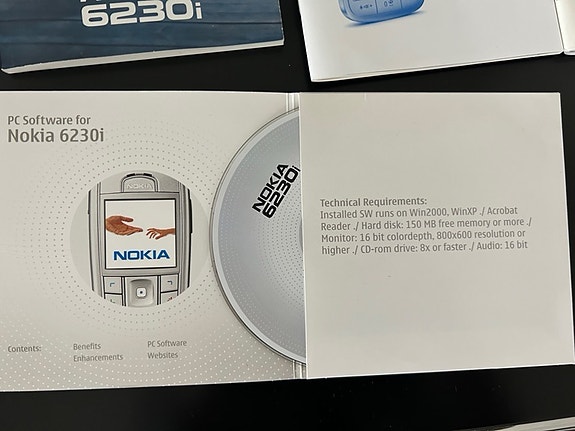 6230i
PC Software for
Nokia 6230i
NOKIA
NOKIA
Contents:
Benefits
Enhancements
PC Software
Websites
NOKIA
6230i
Technical Requirements:
Installed SW runs on Win2000, WinXP ./ Acrobat
Reader ./ Hard disk: 150 MB free memory or more ./
Monitor: 16 bit colordepth, 800x600 resolution or
higher ./ CD-rom drive: 8x or faster ./ Audio: 16 bit